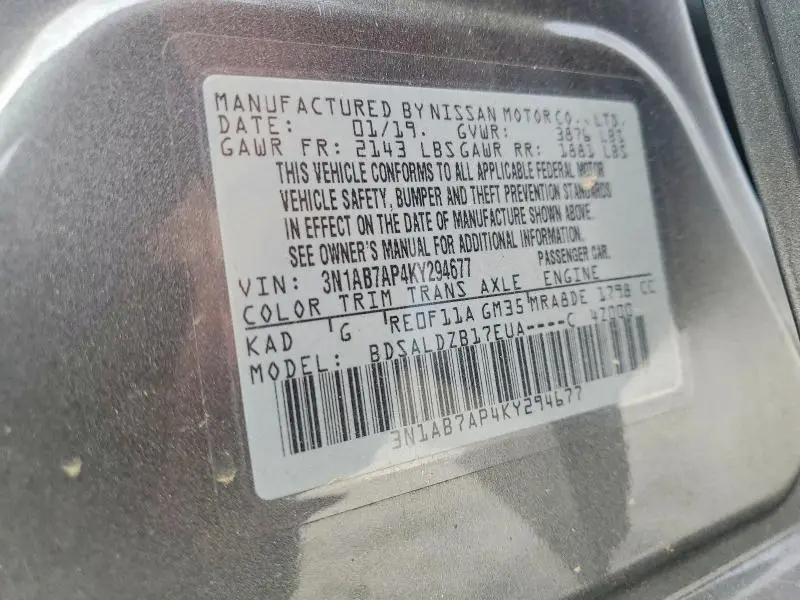 MANUFACTURED BY NISSAN MOTOR CO., LTD.
DATE: 01/19. GVWR: 3876 LBS
GAWR FR: 2143 LBS GAWR RR: 1881 LBS
THIS VEHICLE CONFORMS TO ALL APPLICABLE FEDERAL MOTOR
VEHICLE SAFETY, BUMPER AND THEFT PREVENTION STANDARDS
IN EFFECT ON THE DATE OF MANUFACTURE SHOWN ABOVE.
SEE OWNER'S MANUAL FOR ADDITIONAL INFORMATION.
VIN: 3N1AB7AP4KY294677 PASSENGER CAR.
COLOR TRIM TRANS AXLE ENGINE
KAD G RE0F11A GM35 MRA8DE 1798 CC
MODEL: BDSALDZB17EUA----C 42000
3N1AB7AP4KY294677